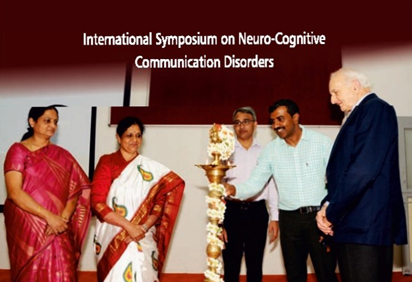 International Symposium on Neuro-Cognitive
Communication Disorders